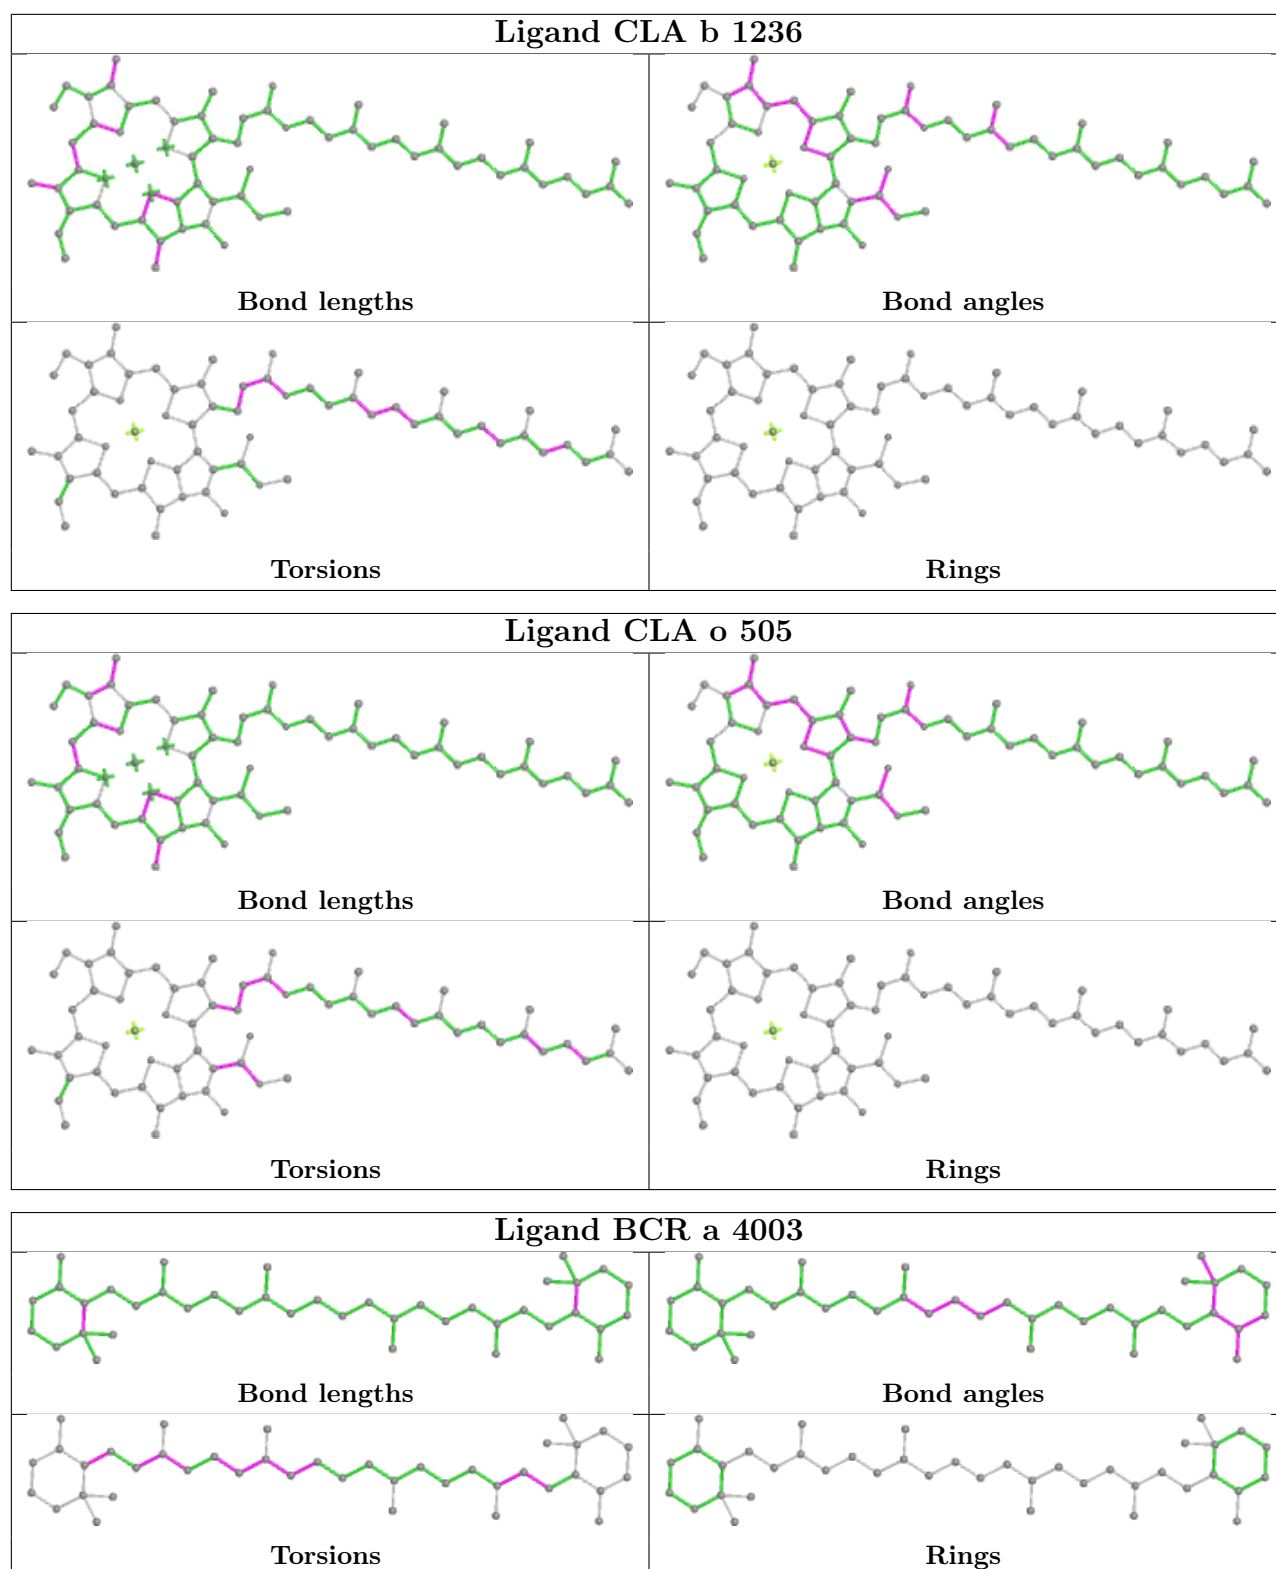 Ligand CLA b 1236
Bond lengths
Bond angles
Torsions
Rings
Ligand CLA o 505
Bond lengths
Bond angles
Torsions
Rings
Ligand BCR a 4003
Bond lengths
Bond angles
Torsions
Rings